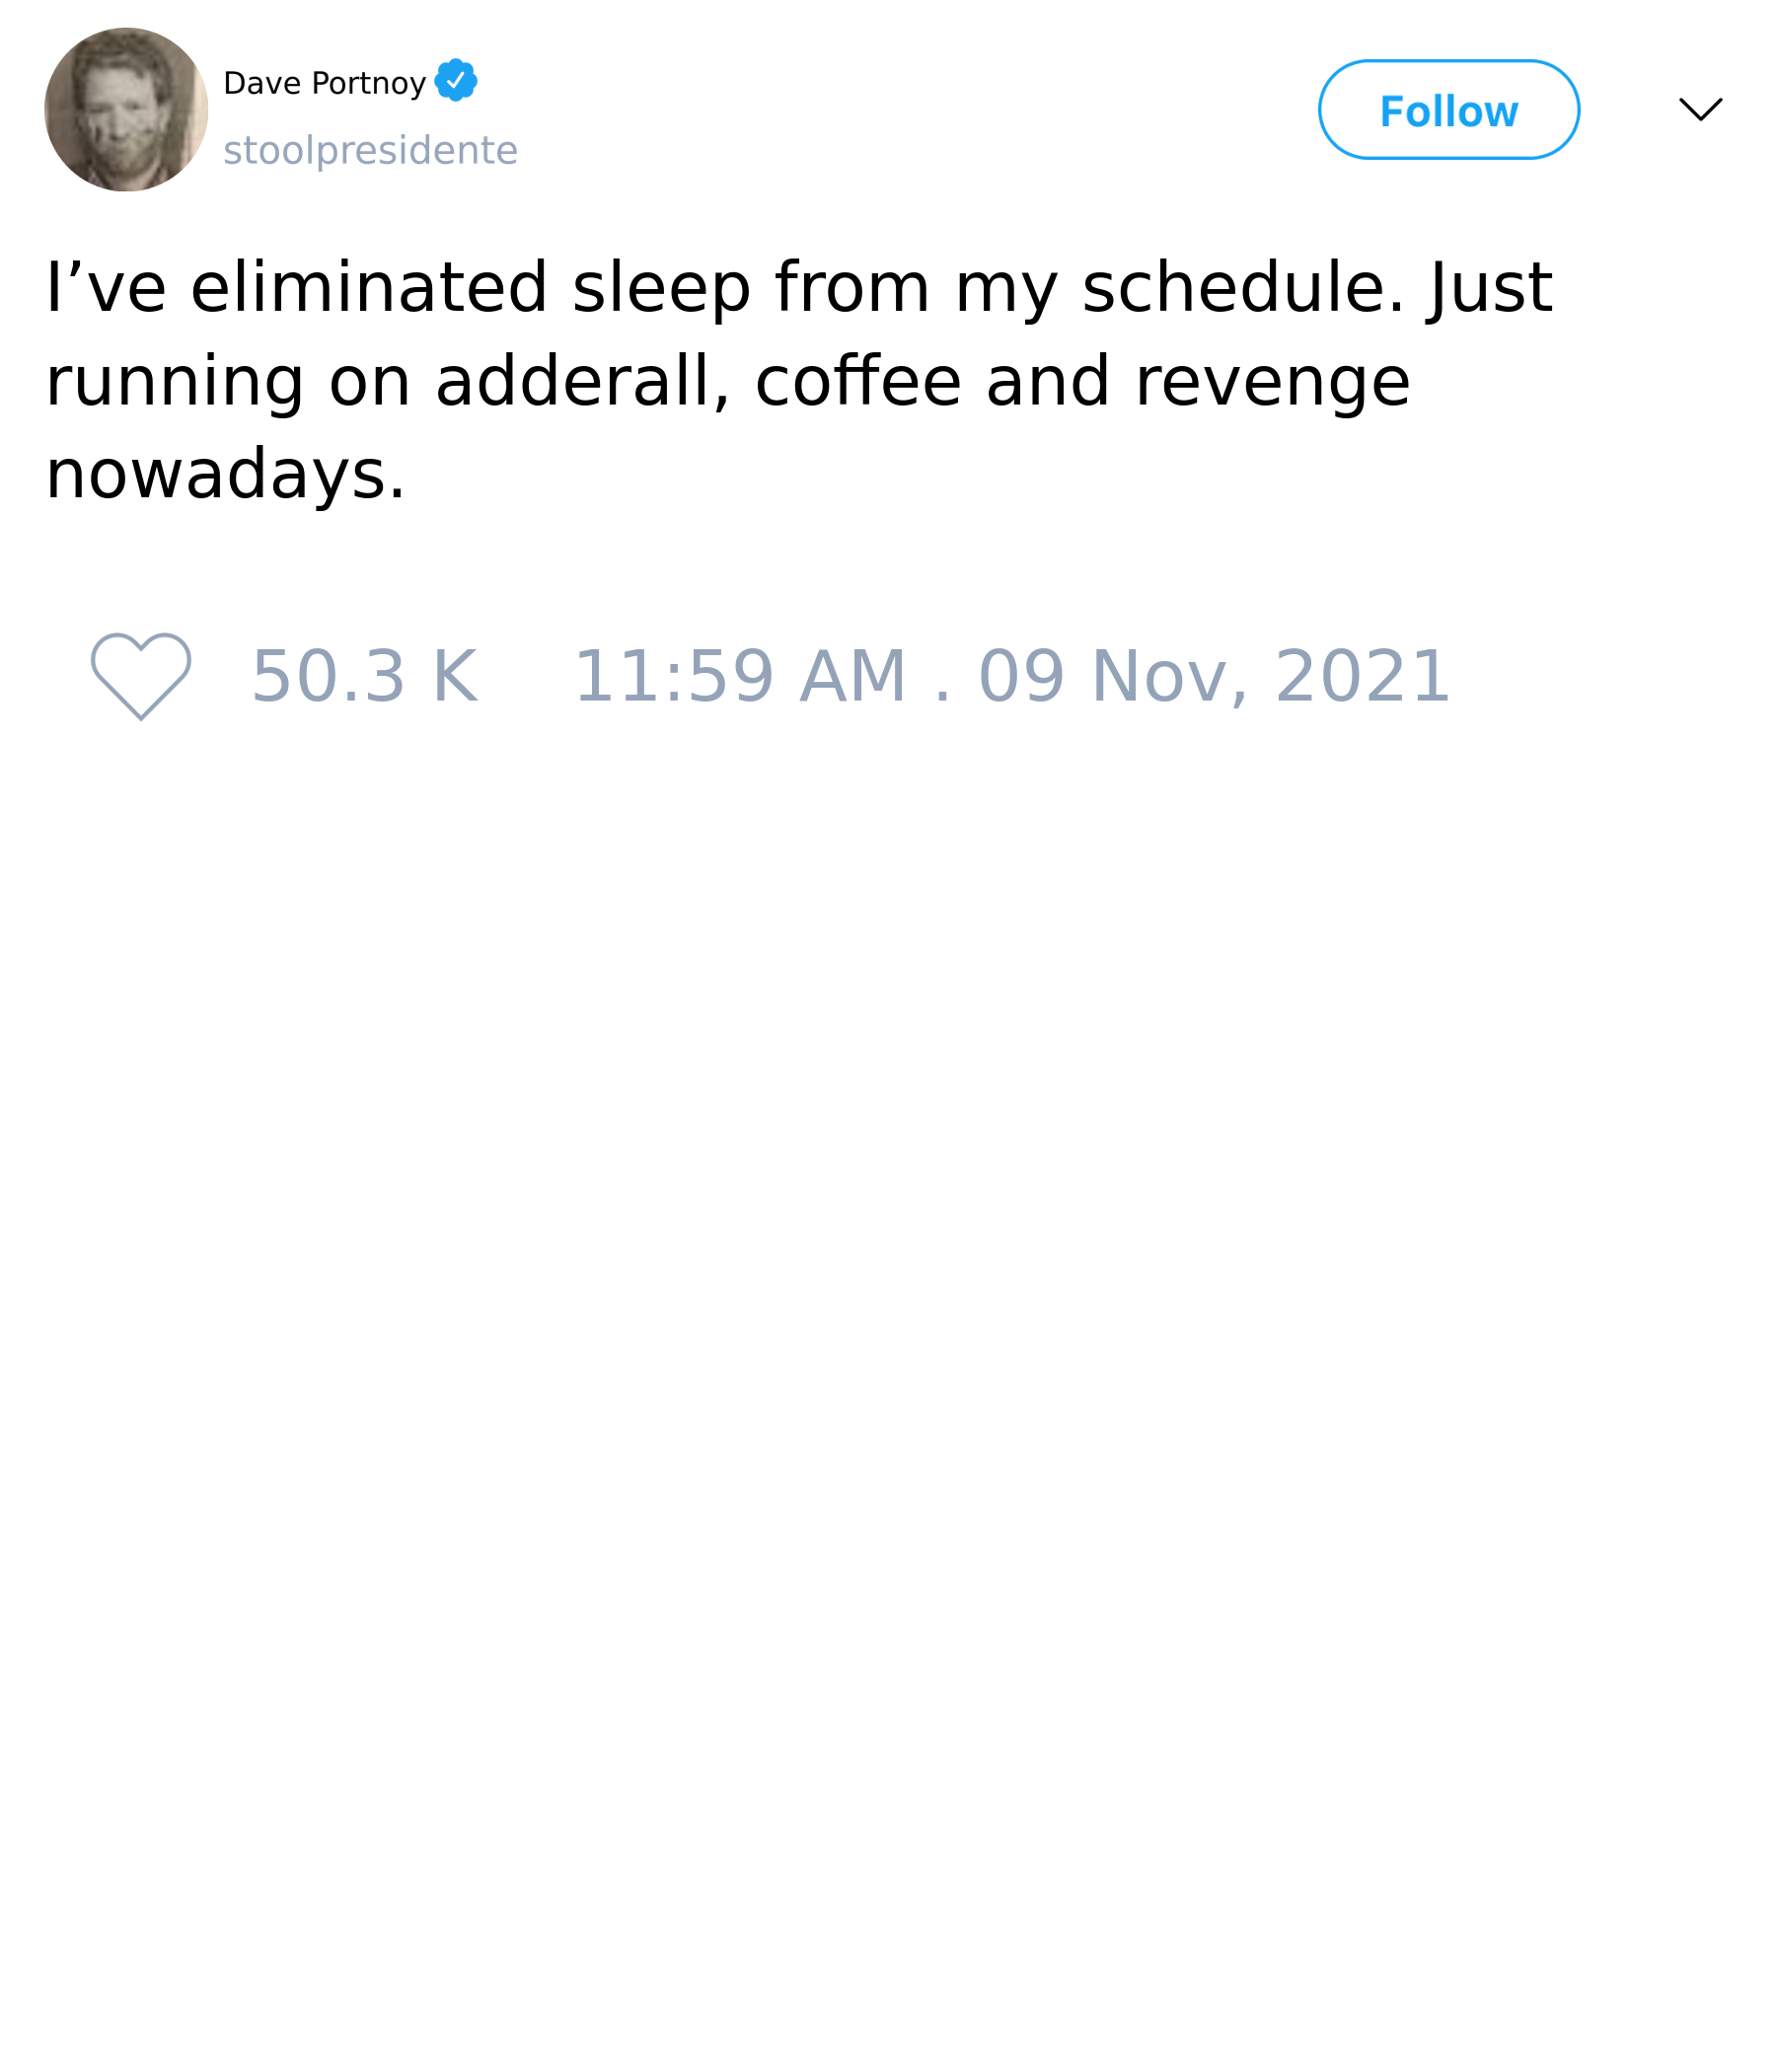 Dave Portnoy
stoolpresidente
Follow
I’ve eliminated sleep from my schedule. Just
running on adderall, coffee and revenge
nowadays.
50.3 K 11:59 AM . 09 Nov, 2021